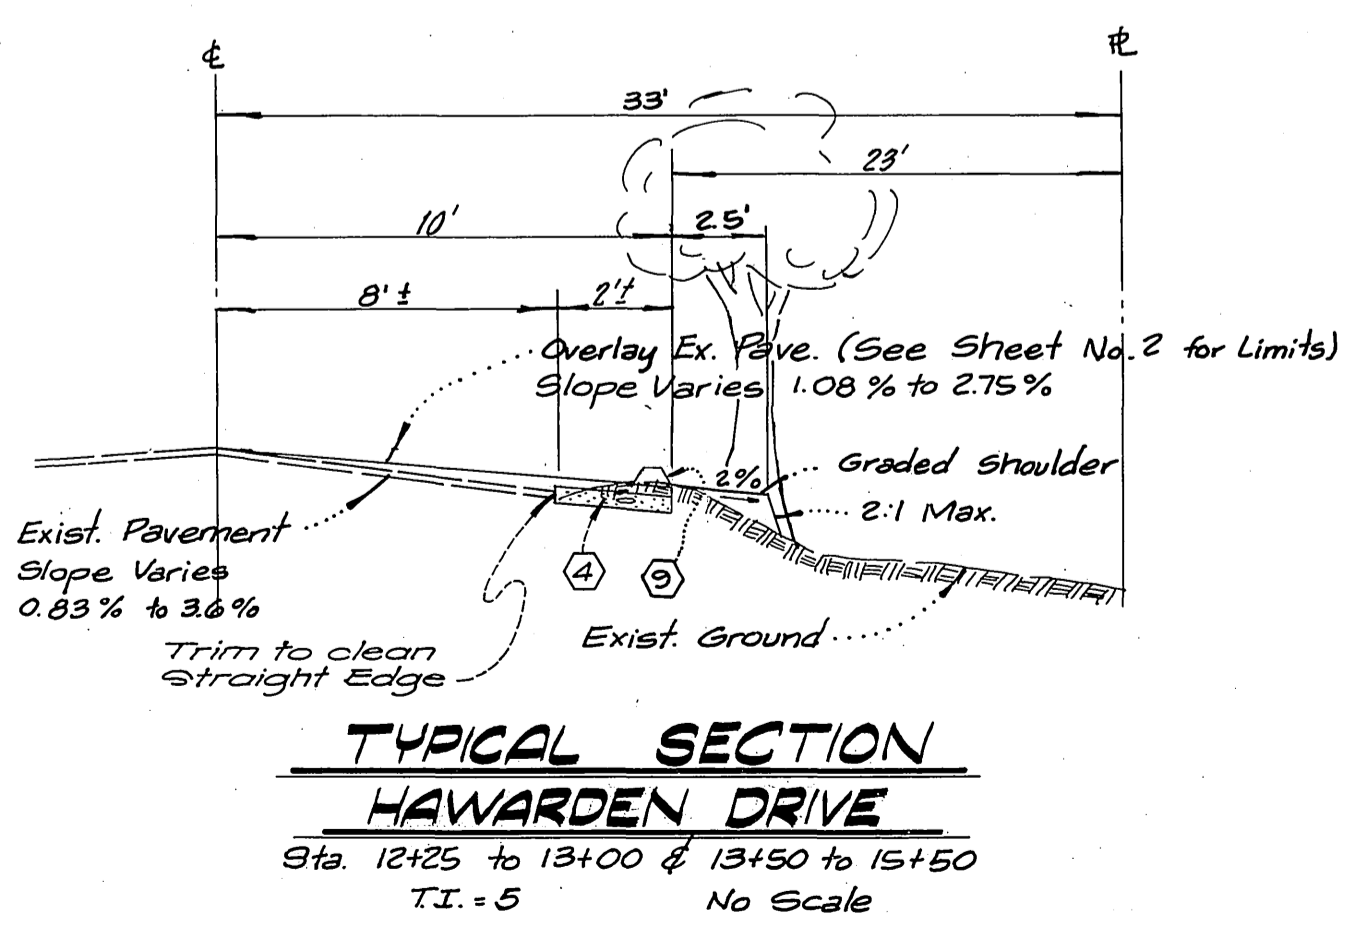 ℄
℄
33'
23'
10'
2.5'
8' ±
2'±
Overlay Ex. Pave. (See Sheet No. 2 for Limits)
Slope Varies 1.08% to 2.75%
2%
Graded Shoulder
2:1 Max.
Exist. Pavement
Slope Varies
0.83% to 3.6%
4
9
Exist. Ground
Trim to clean
Straight Edge
TYPICAL SECTION
HAWARDEN DRIVE
Sta. 12+25 to 13+00 & 13+50 to 15+50
T.I. = 5
No Scale